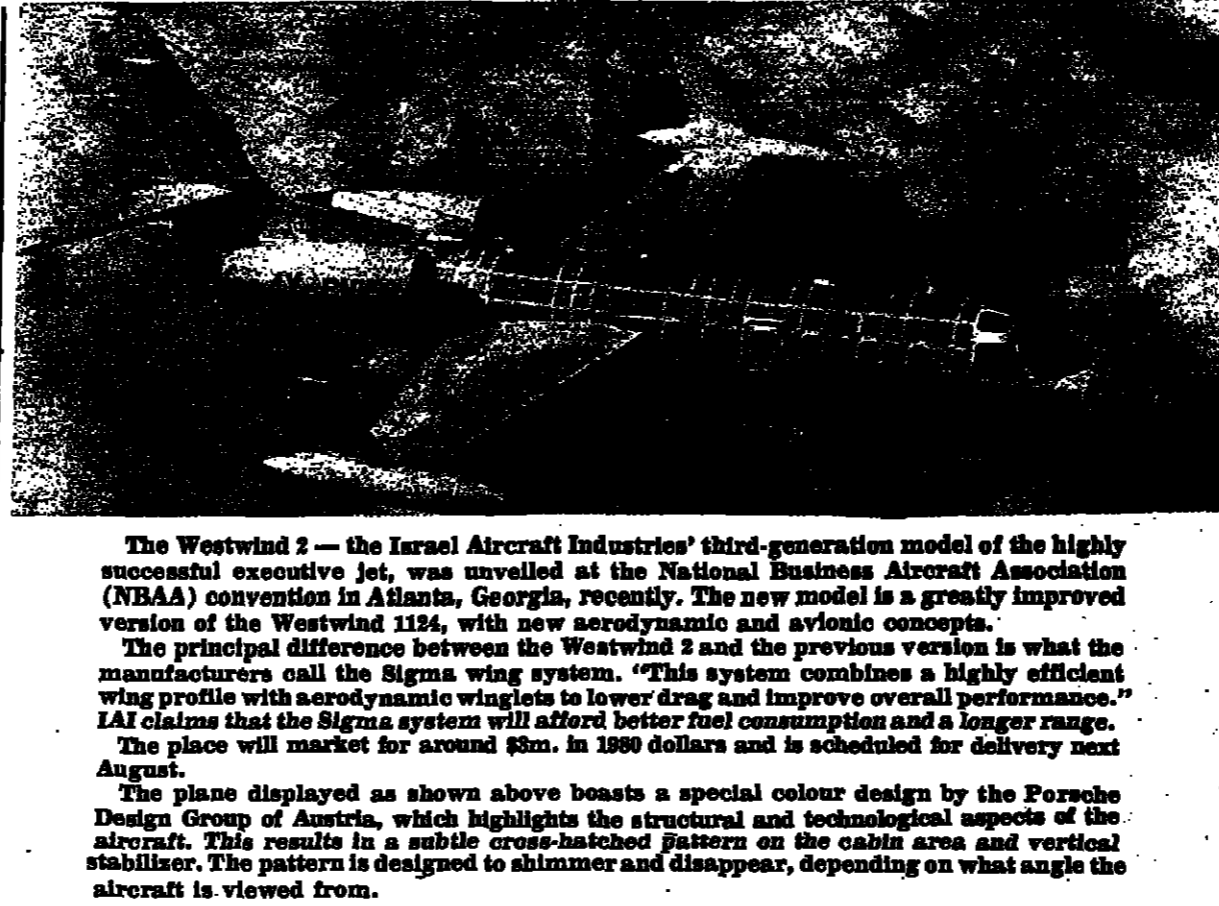 The Westwind 2 — the Israel Aircraft Industries' third-generation model of the highly
successful executive jet, was unveiled at the National Business Aircraft Association
(NBAA) convention in Atlanta, Georgia, recently. The new model is a greatly improved
version of the Westwind 1124, with new aerodynamic and avionic concepts.
The principal difference between the Westwind 2 and the previous version is what the
manufacturers call the Sigma wing system. "This system combines a highly efficient
wing profile with aerodynamic winglets to lower drag and improve overall performance."
IAI claims that the Sigma system will afford better fuel consumption and a longer range.
The place will market for around $3m. in 1980 dollars and is scheduled for delivery next
August.
The plane displayed as shown above boasts a special colour design by the Porsche
Design Group of Austria, which highlights the structural and technological aspects of the
aircraft. This results in a subtle cross-hatched pattern on the cabin area and vertical
stabilizer. The pattern is designed to shimmer and disappear, depending on what angle the
aircraft is viewed from.